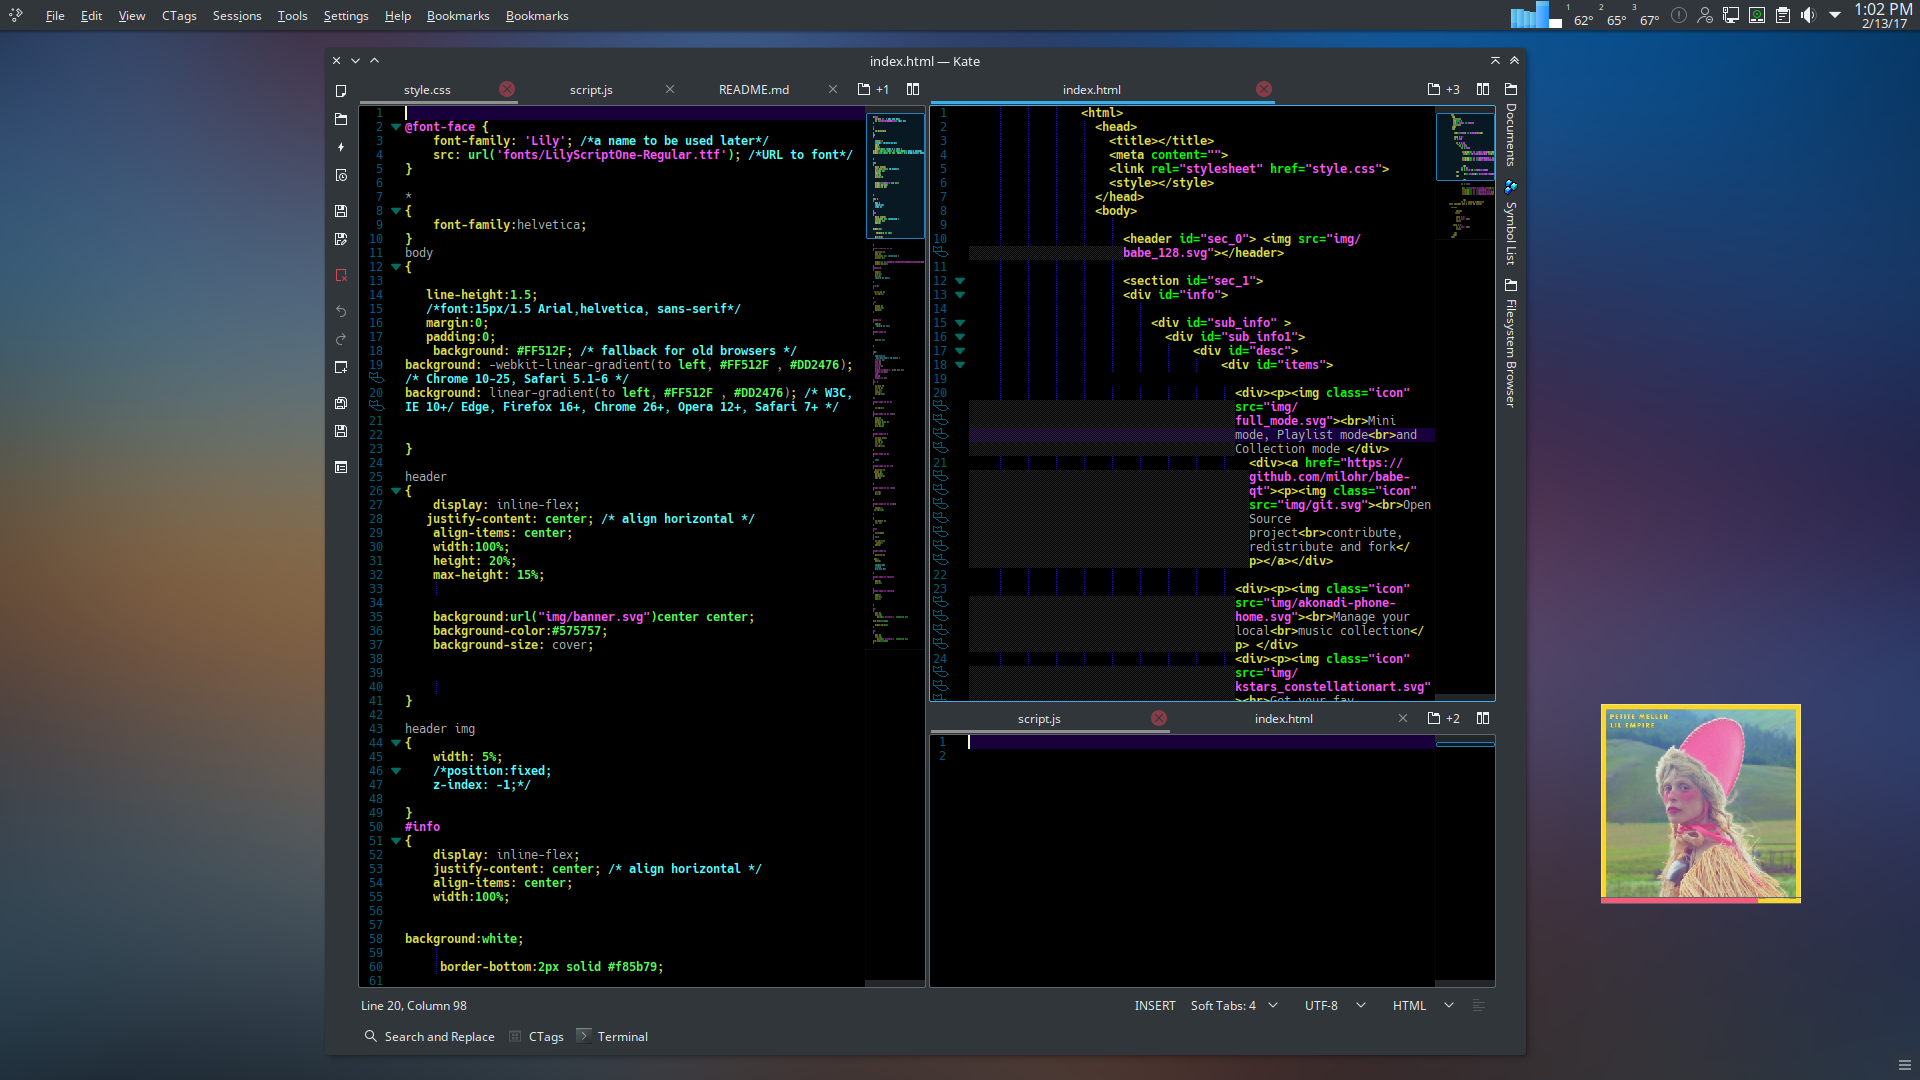 File Edit View CTags Sessions Tools Settings Help Bookmarks Bookmarks
1 62° 2 65° 3 67°
1:02 PM
2/13/17
index.html — Kate
style.css script.js README.md +1
1
2 @font-face {
3 font-family: 'Lily'; /*a name to be used later*/
4 src: url('fonts/LilyScriptOne-Regular.ttf'); /*URL to font*/
5 }
6
7 *
8 {
9 font-family:helvetica;
10 }
11 body
12 {
13
14 line-height:1.5;
15 /*font:15px/1.5 Arial,helvetica, sans-serif*/
16 margin:0;
17 padding:0;
18 background: #FF512F; /* fallback for old browsers */
19 background: -webkit-linear-gradient(to left, #FF512F , #DD2476);
/* Chrome 10-25, Safari 5.1-6 */
20 background: linear-gradient(to left, #FF512F , #DD2476); /* W3C,
IE 10+/ Edge, Firefox 16+, Chrome 26+, Opera 12+, Safari 7+ */
21
22
23 }
24
25 header
26 {
27 display: inline-flex;
28 justify-content: center; /* align horizontal */
29 align-items: center;
30 width:100%;
31 height: 20%;
32 max-height: 15%;
33
34
35 background:url("img/banner.svg")center center;
36 background-color:#575757;
37 background-size: cover;
38
39
40
41 }
42
43 header img
44 {
45 width: 5%;
46 /*position:fixed;
47 z-index: -1;*/
48
49 }
50 #info
51 {
52 display: inline-flex;
53 justify-content: center; /* align horizontal */
54 align-items: center;
55 width:100%;
56
57
58 background:white;
59
60 border-bottom:2px solid #f85b79;
61
index.html +3
1 <html>
2 <head>
3 <title></title>
4 <meta content="">
5 <link rel="stylesheet" href="style.css">
6 <style></style>
7 </head>
8 <body>
9
10 <header id="sec_0"> <img src="img/
babe_128.svg"></header>
11
12 <section id="sec_1">
13 <div id="info">
14
15 <div id="sub_info" >
16 <div id="sub_info1">
17 <div id="desc">
18 <div id="items">
19
20 <div><p><img class="icon"
src="img/
full_mode.svg"><br>Mini
mode, Playlist mode<br>and
Collection mode </div>
21 <div><a href="https://
github.com/milohr/babe-
qt"><p><img class="icon"
src="img/git.svg"><br>Open
Source
project<br>contribute,
redistribute and fork</
p></a></div>
22
23 <div><p><img class="icon"
src="img/akonadi-phone-
home.svg"><br>Manage your
local<br>music collection</
p> </div>
24 <div><p><img class="icon"
src="img/
kstars_constellationart.svg"
><br>Get your fav
Documents
Symbol List
Filesystem Browser
script.js index.html +2
1
2
PETITE MELLER
LIL EMPIRE
Line 20, Column 98
INSERT Soft Tabs: 4 UTF-8 HTML
Search and Replace CTags Terminal